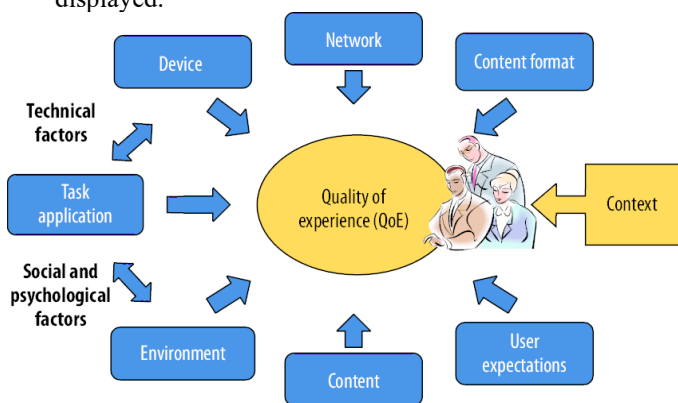 displayed.
Network
Device
Content format
Technical
factors
Task
application
Quality of
experience (QoE)
Context
Social and
psychological
factors
Environment
Content
User
expectations